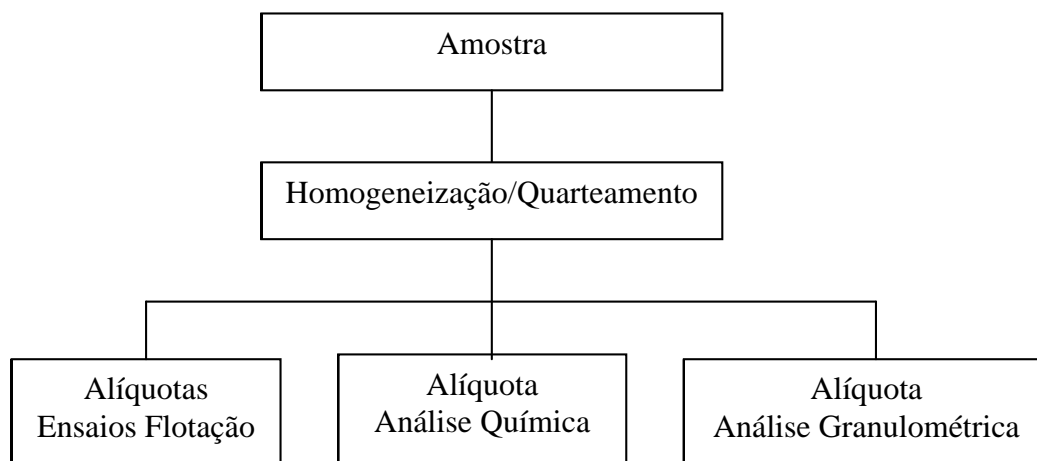 Amostra
Homogeneização/Quarteamento
Alíquotas
Ensaios Flotação
Alíquota
Análise Química
Alíquota
Análise Granulométrica